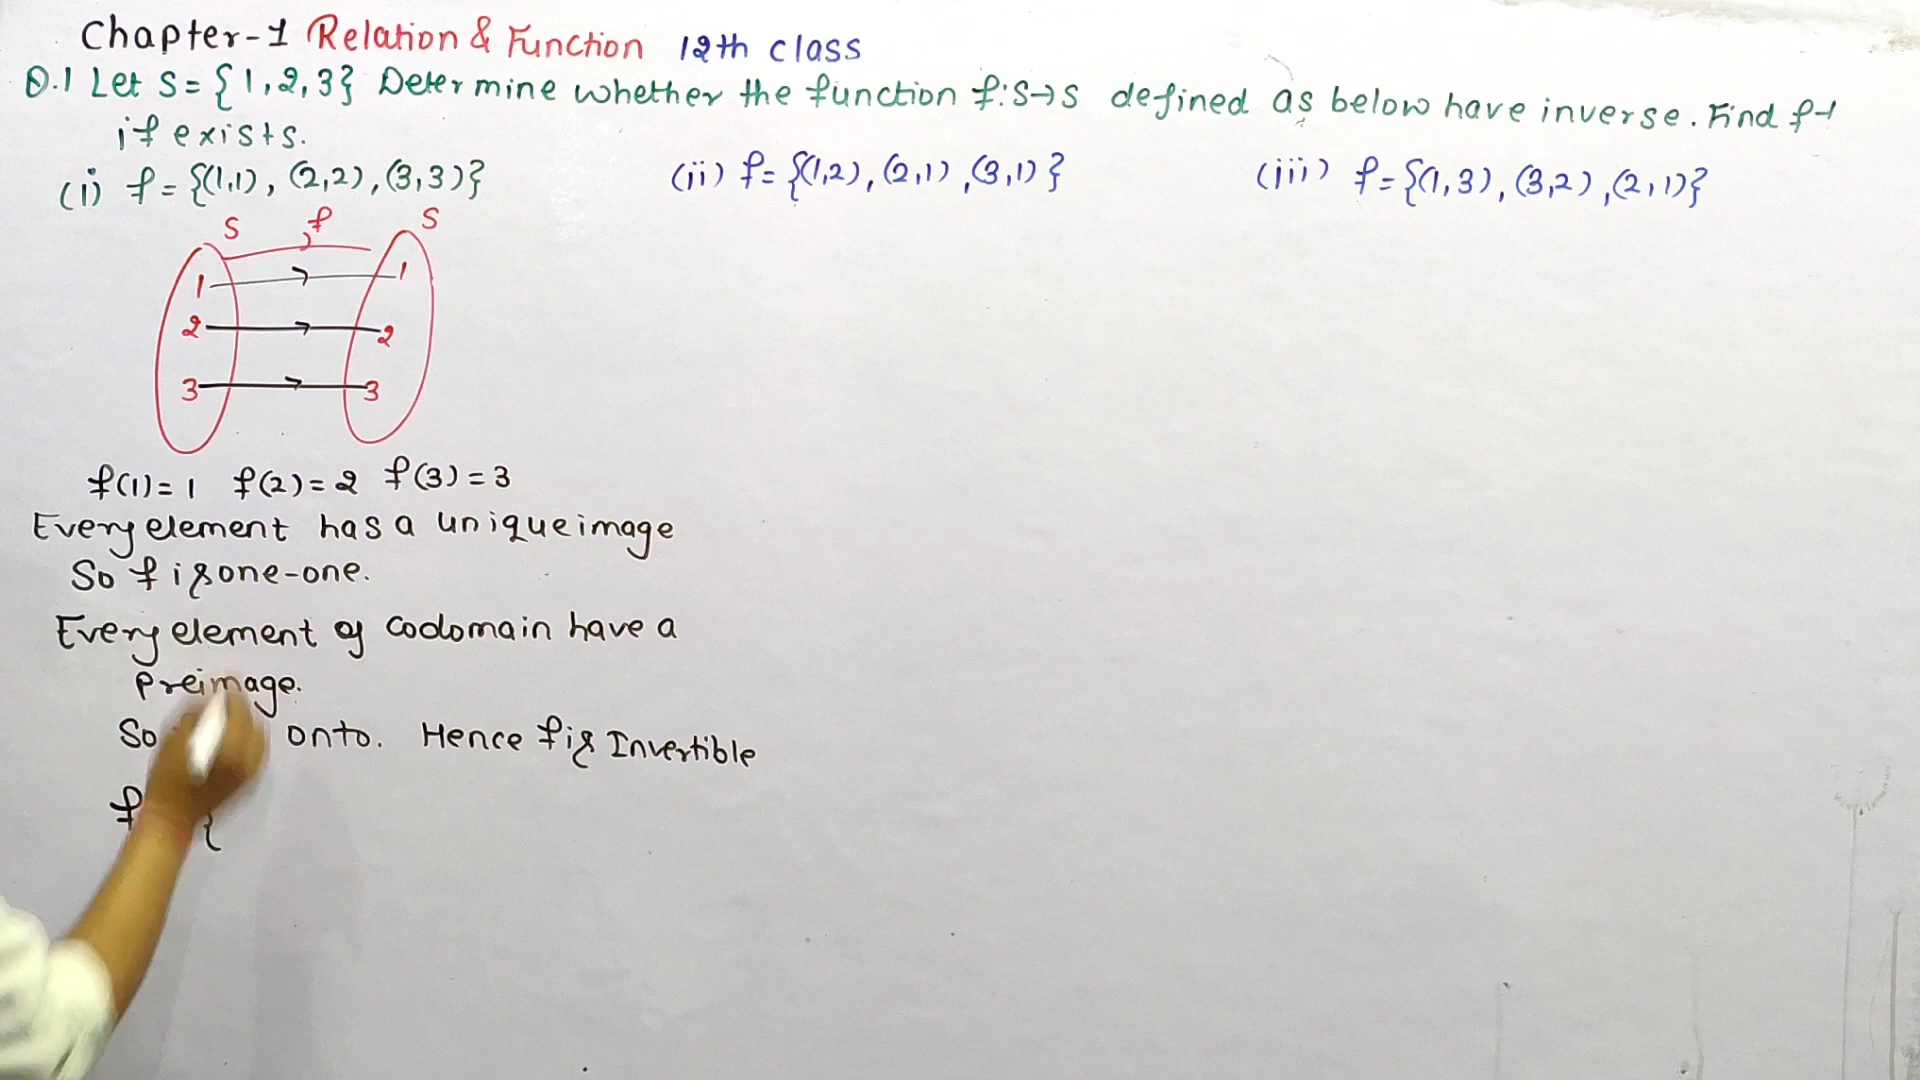 Chapter-1 Relation & Function 12th class
Q.1 Let S = {1,2,3} Determine whether the function f:S→S defined as below have inverse. Find f-1
if exists.
(i) f = {(1,1), (2,2), (3,3)} (ii) f = {(1,2), (2,1), (3,1)} (iii) f = {(1,3), (3,2), (2,1)}
S f S
1 1
2 2
3 3
f(1) = 1 f(2) = 2 f(3) = 3
Every element has a unique image
So f is one-one.
Every element of codomain have a
preimage.
So onto. Hence f is Invertible
f {